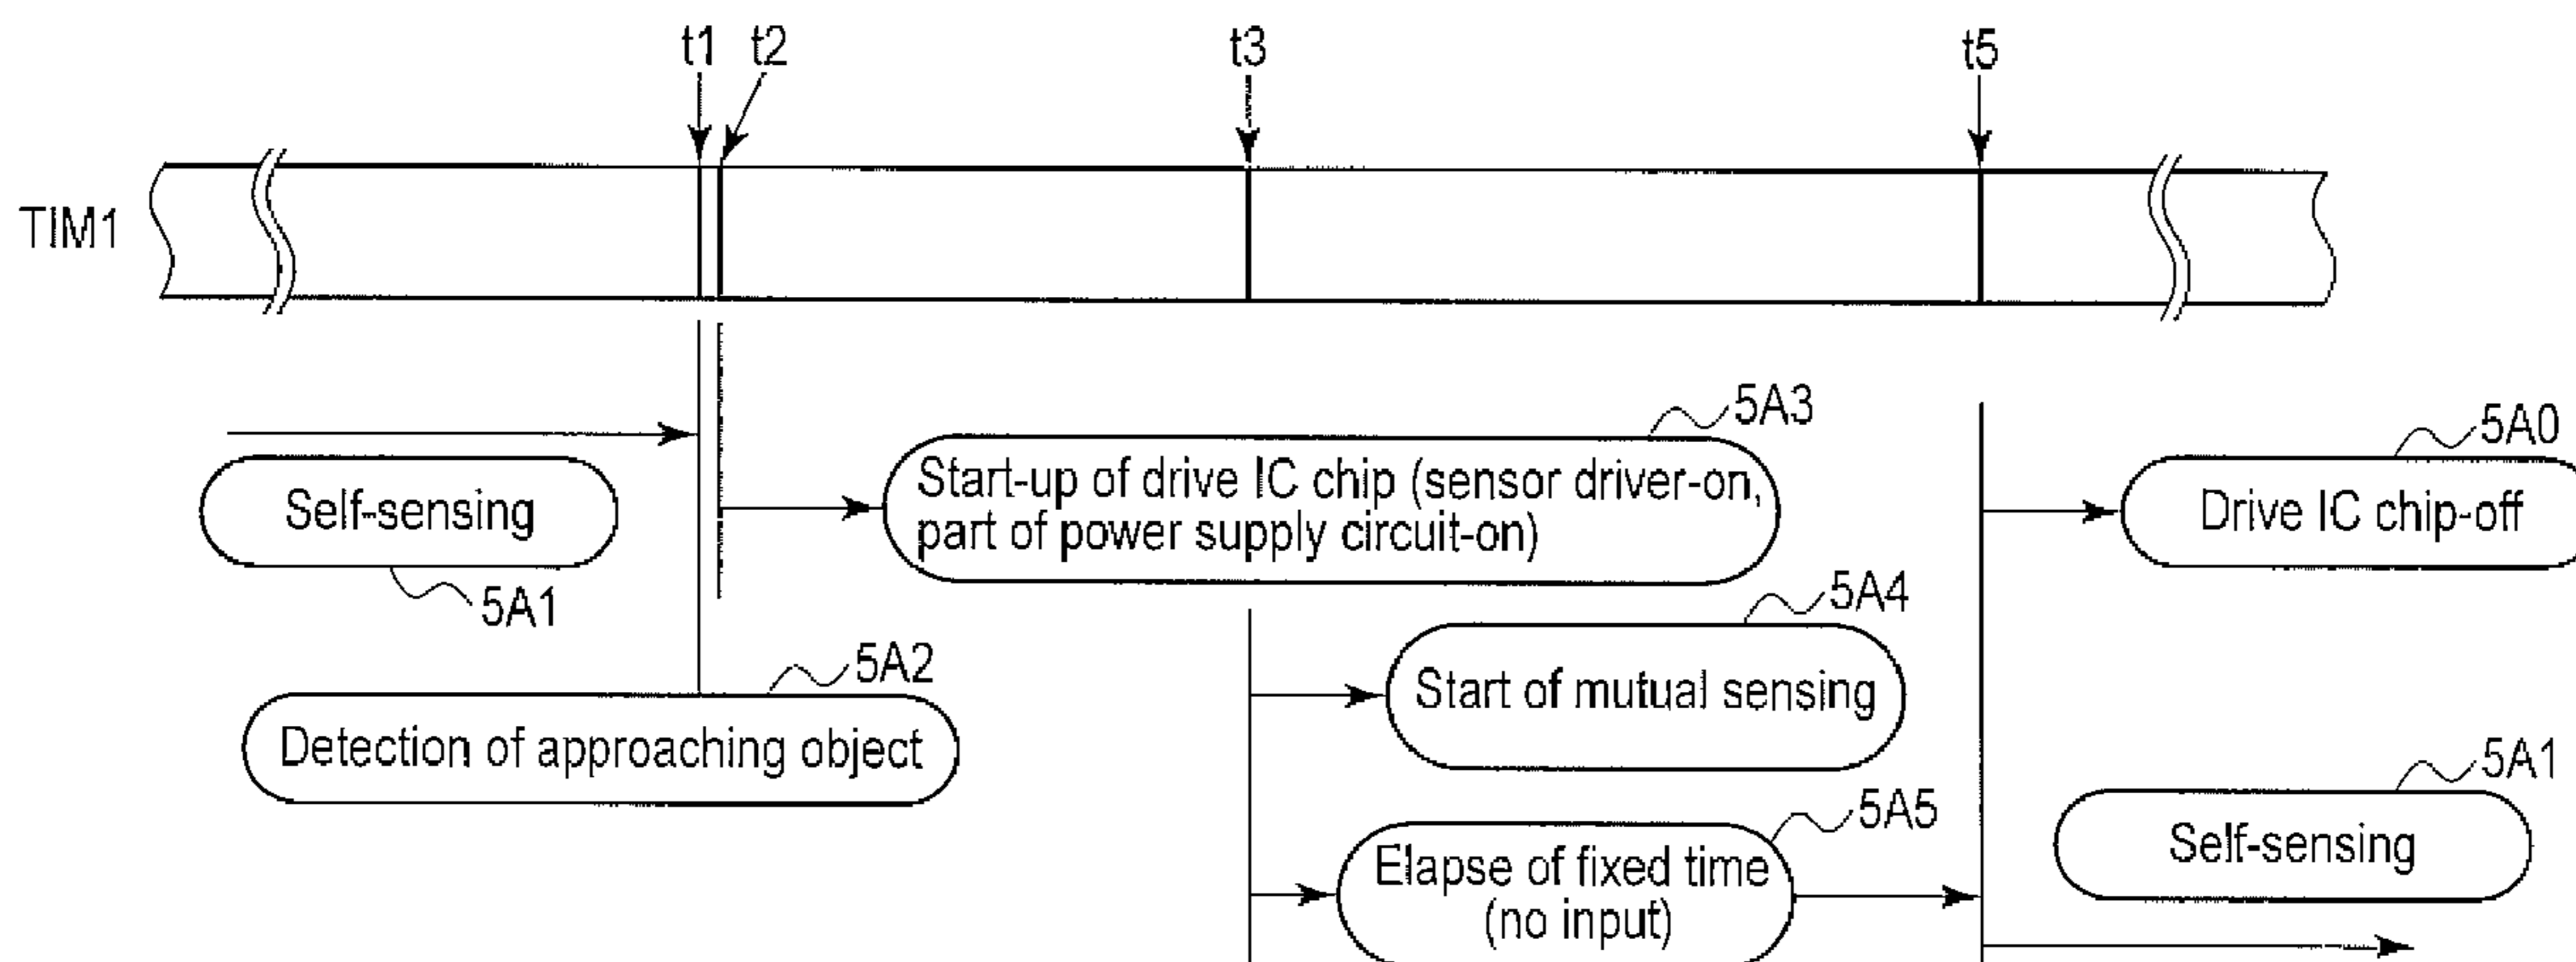 t1
t2
t3
t5
TIM1
5A3
5A0
Self-sensing
Start-up of drive IC chip (sensor driver-on,
part of power supply circuit-on)
Drive IC chip-off
5A1
5A4
5A2
Start of mutual sensing
Detection of approaching object
5A1
5A5
Elapse of fixed time
(no input)
Self-sensing